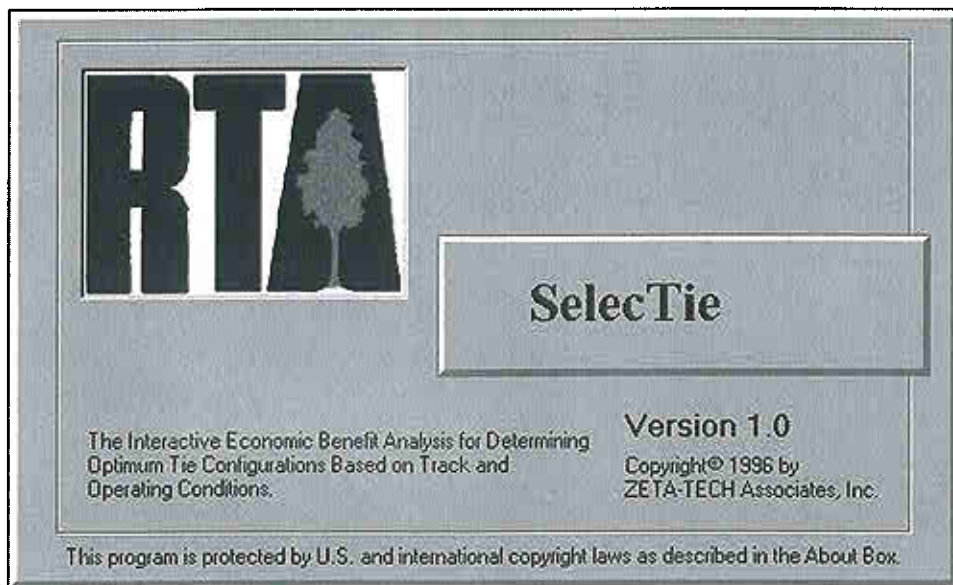 RTA
SelecTie
The Interactive Economic Benefit Analysis for Determining
Optimum Tie Configurations Based on Track and
Operating Conditions.
Version 1.0
Copyright© 1996 by
ZETA-TECH Associates, Inc.
This program is protected by U.S. and international copyright laws as described in the About Box.